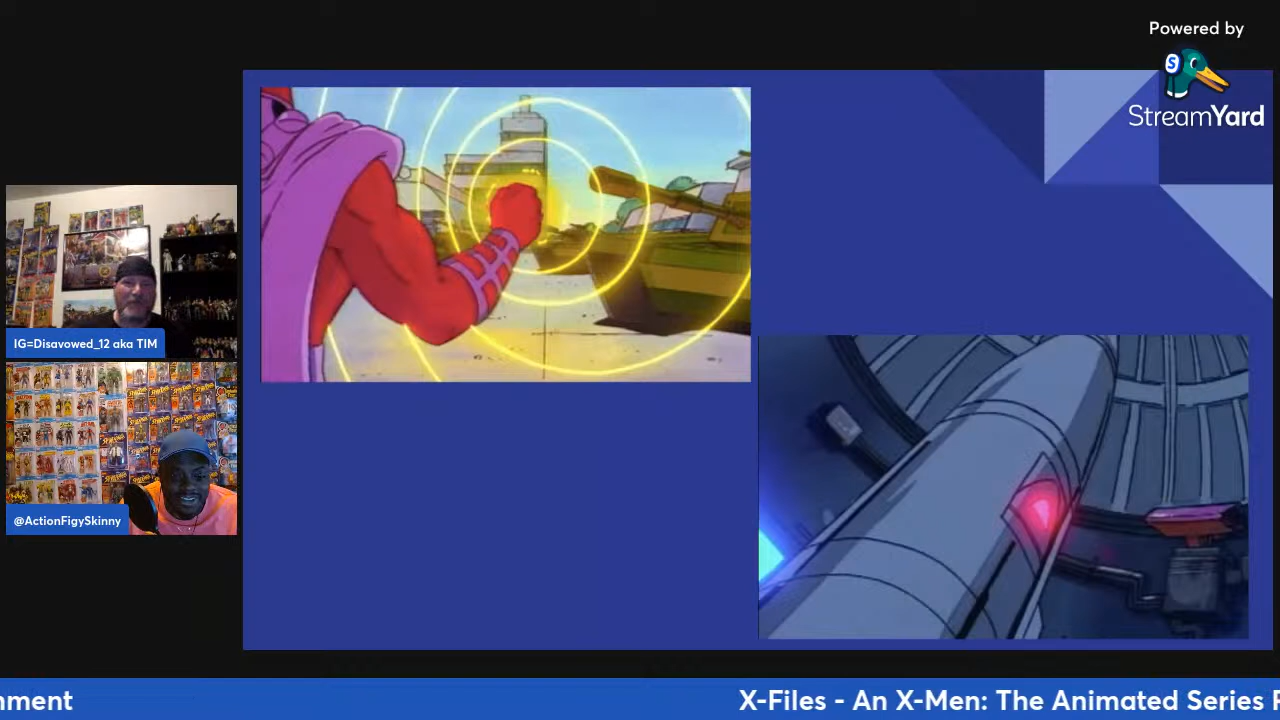 Powered by
StreamYard
IG=Disavowed_12 aka TIM
@ActionFigySkinny
nment
X-Files - An X-Men: The Animated Series